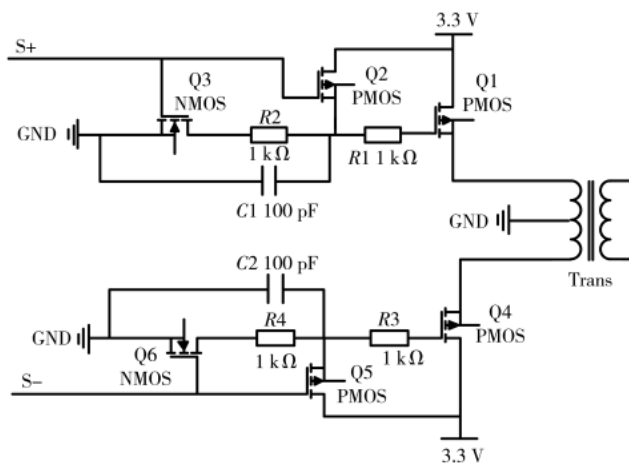 3.3 V
S+
Q3
NMOS
Q2
PMOS
Q1
PMOS
GND
R2
1 kΩ
R1 1 kΩ
C1 100 pF
GND
Trans
C2 100 pF
GND
R4
1 kΩ
R3
1 kΩ
Q4
PMOS
Q6
NMOS
Q5
PMOS
S−
3.3 V